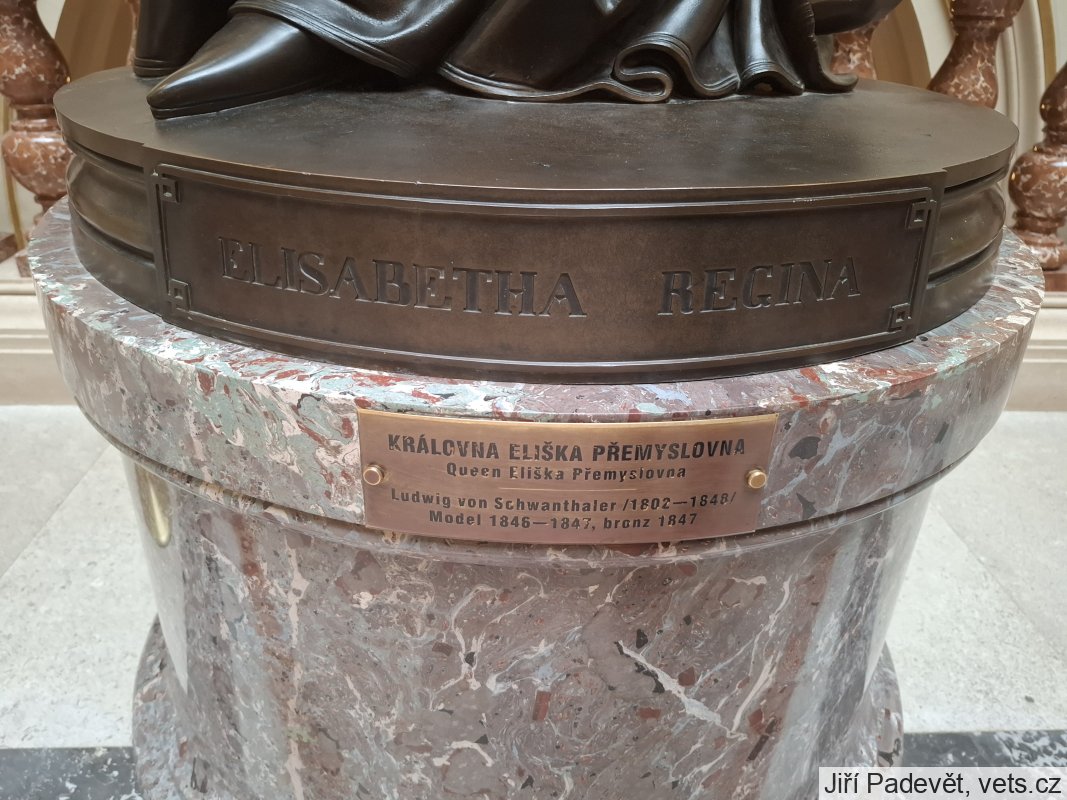 ELISABETHA REGINA
KRÁLOVNA ELIŠKA PŘEMYSLOVNA
Queen Eliška Přemyslovna
Ludwig von Schwanthaler /1802—1848/
Model 1846—1847, bronz 1847
Jiří Padevět, vets.cz